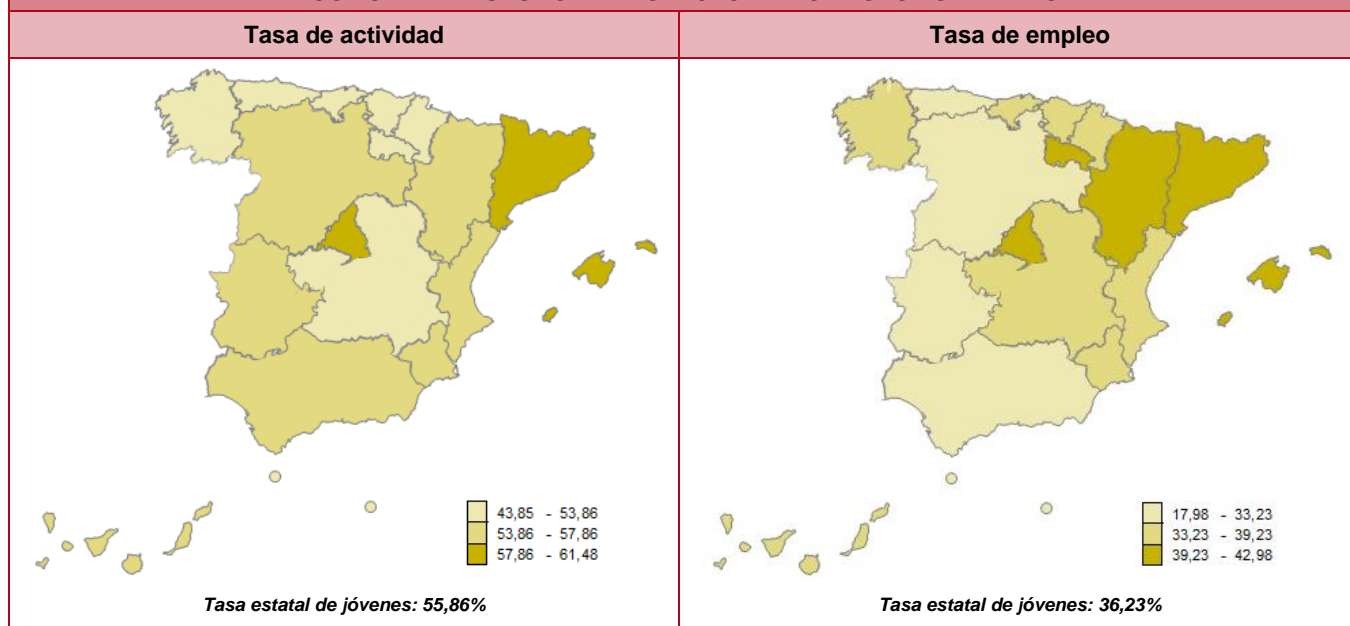 Tasa de actividad
Tasa de empleo
43,85 - 53,86
53,86 - 57,86
57,86 - 61,48
Tasa estatal de jóvenes: 55,86%
17,98 - 33,23
33,23 - 39,23
39,23 - 42,98
Tasa estatal de jóvenes: 36,23%